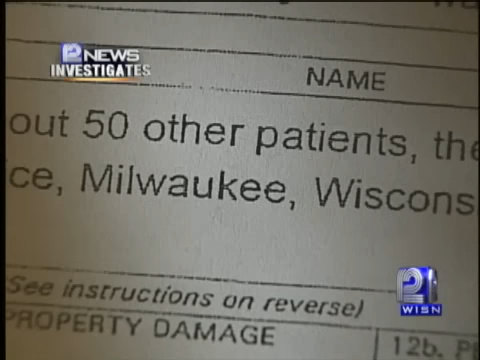 12 NEWS
INVESTIGATES
NAME
out 50 other patients, the
ce, Milwaukee, Wiscons
See instructions on reverse)
PROPERTY DAMAGE
12b.
12
WISN